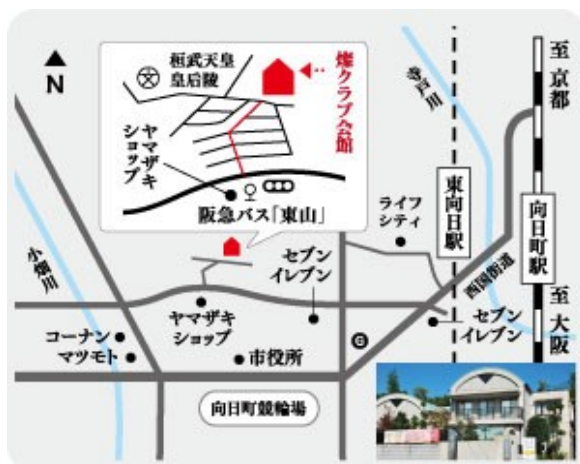 N
桓武天皇
皇后陵
燦クラブ会館
ヤマザキ
ショップ
阪急バス「東山」
寺戸川
至 京都
東向日駅
向日町駅
ライフ
シティ
西国街道
小畑川
セブン
イレブン
至 大阪
ヤマザキ
ショップ
セブン
イレブン
コーナン
マツモト
市役所
向日町競輪場